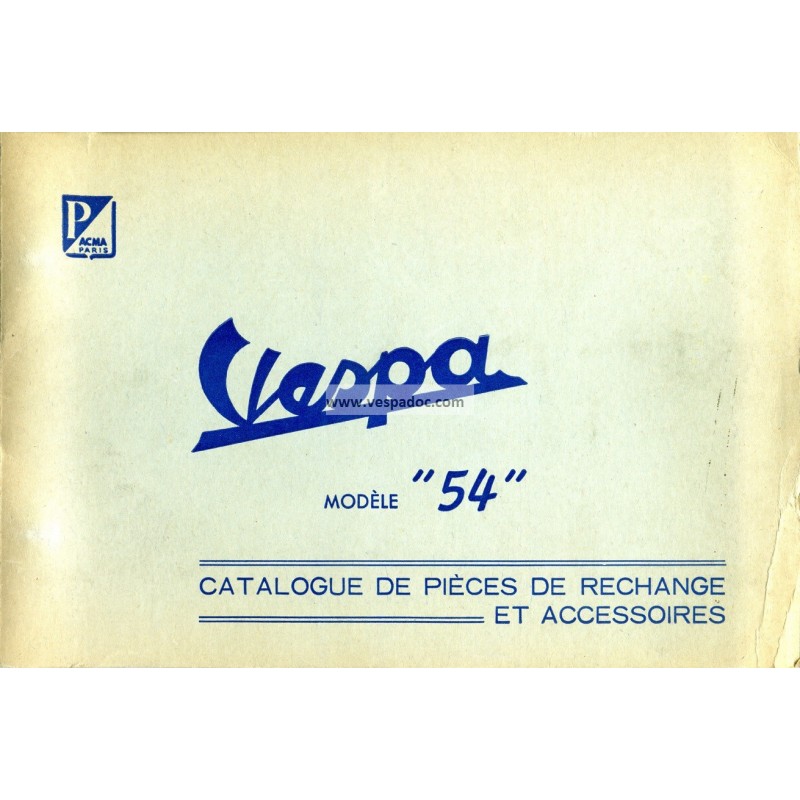 P
ACMA
PARIS
Vespa
www.vespadoc.com
MODÈLE "54"
CATALOGUE DE PIÈCES DE RECHANGE
ET ACCESSOIRES